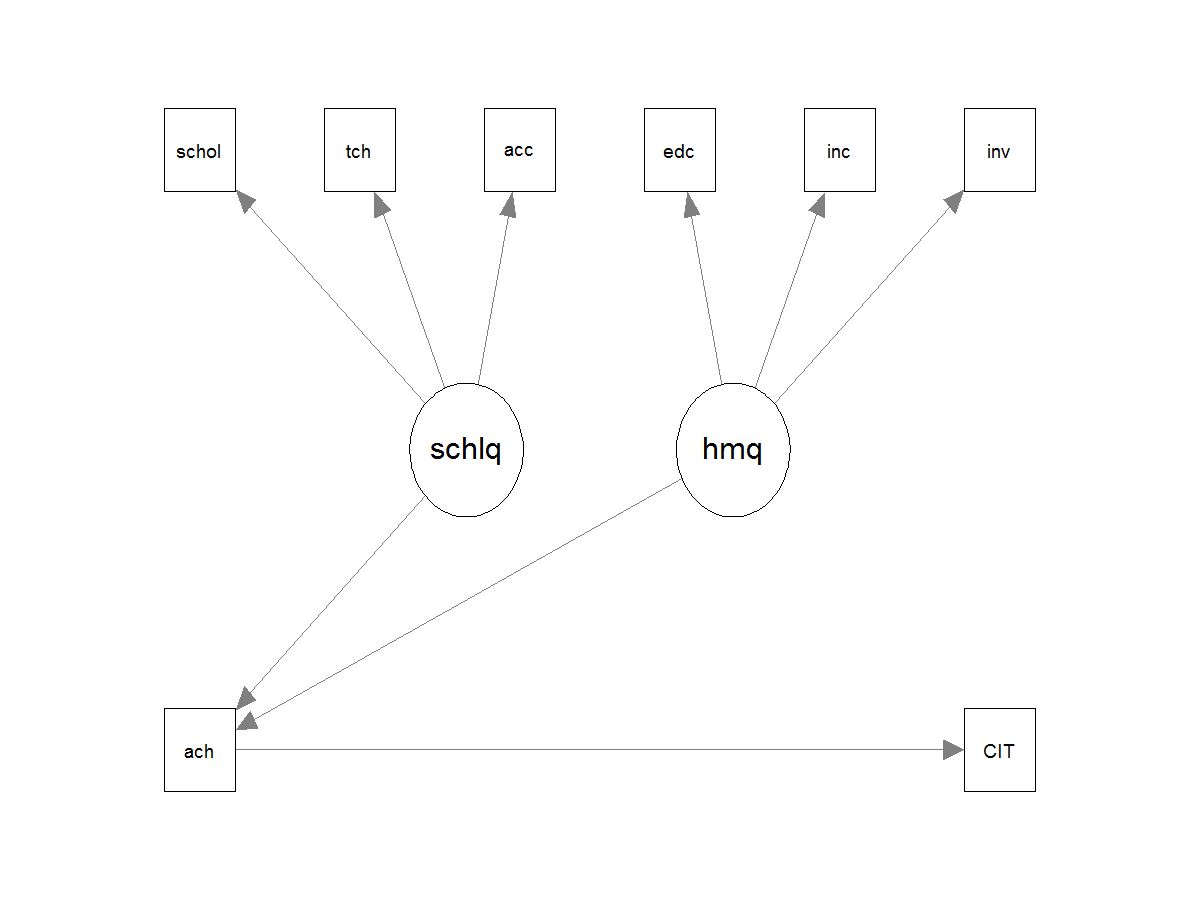 schol
tch
acc
edc
inc
inv
schlq
hmq
ach
CIT